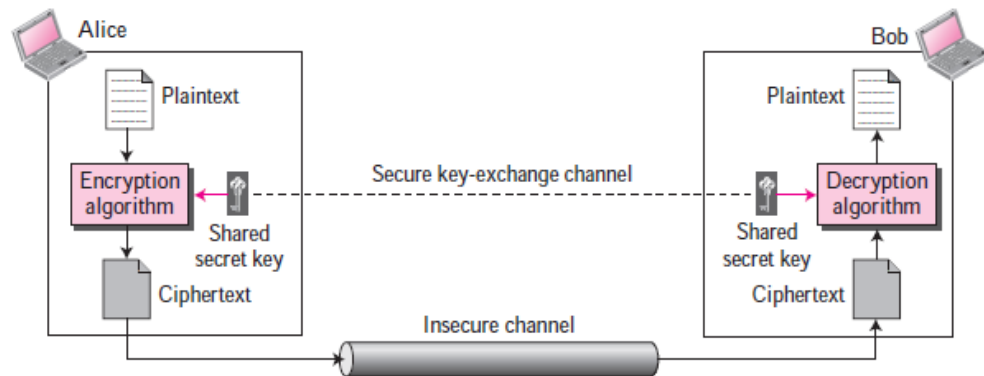 Alice
Bob
Plaintext
Plaintext
Encryption
algorithm
Secure key-exchange channel
Decryption
algorithm
Shared
secret key
Shared
secret key
Ciphertext
Ciphertext
Insecure channel